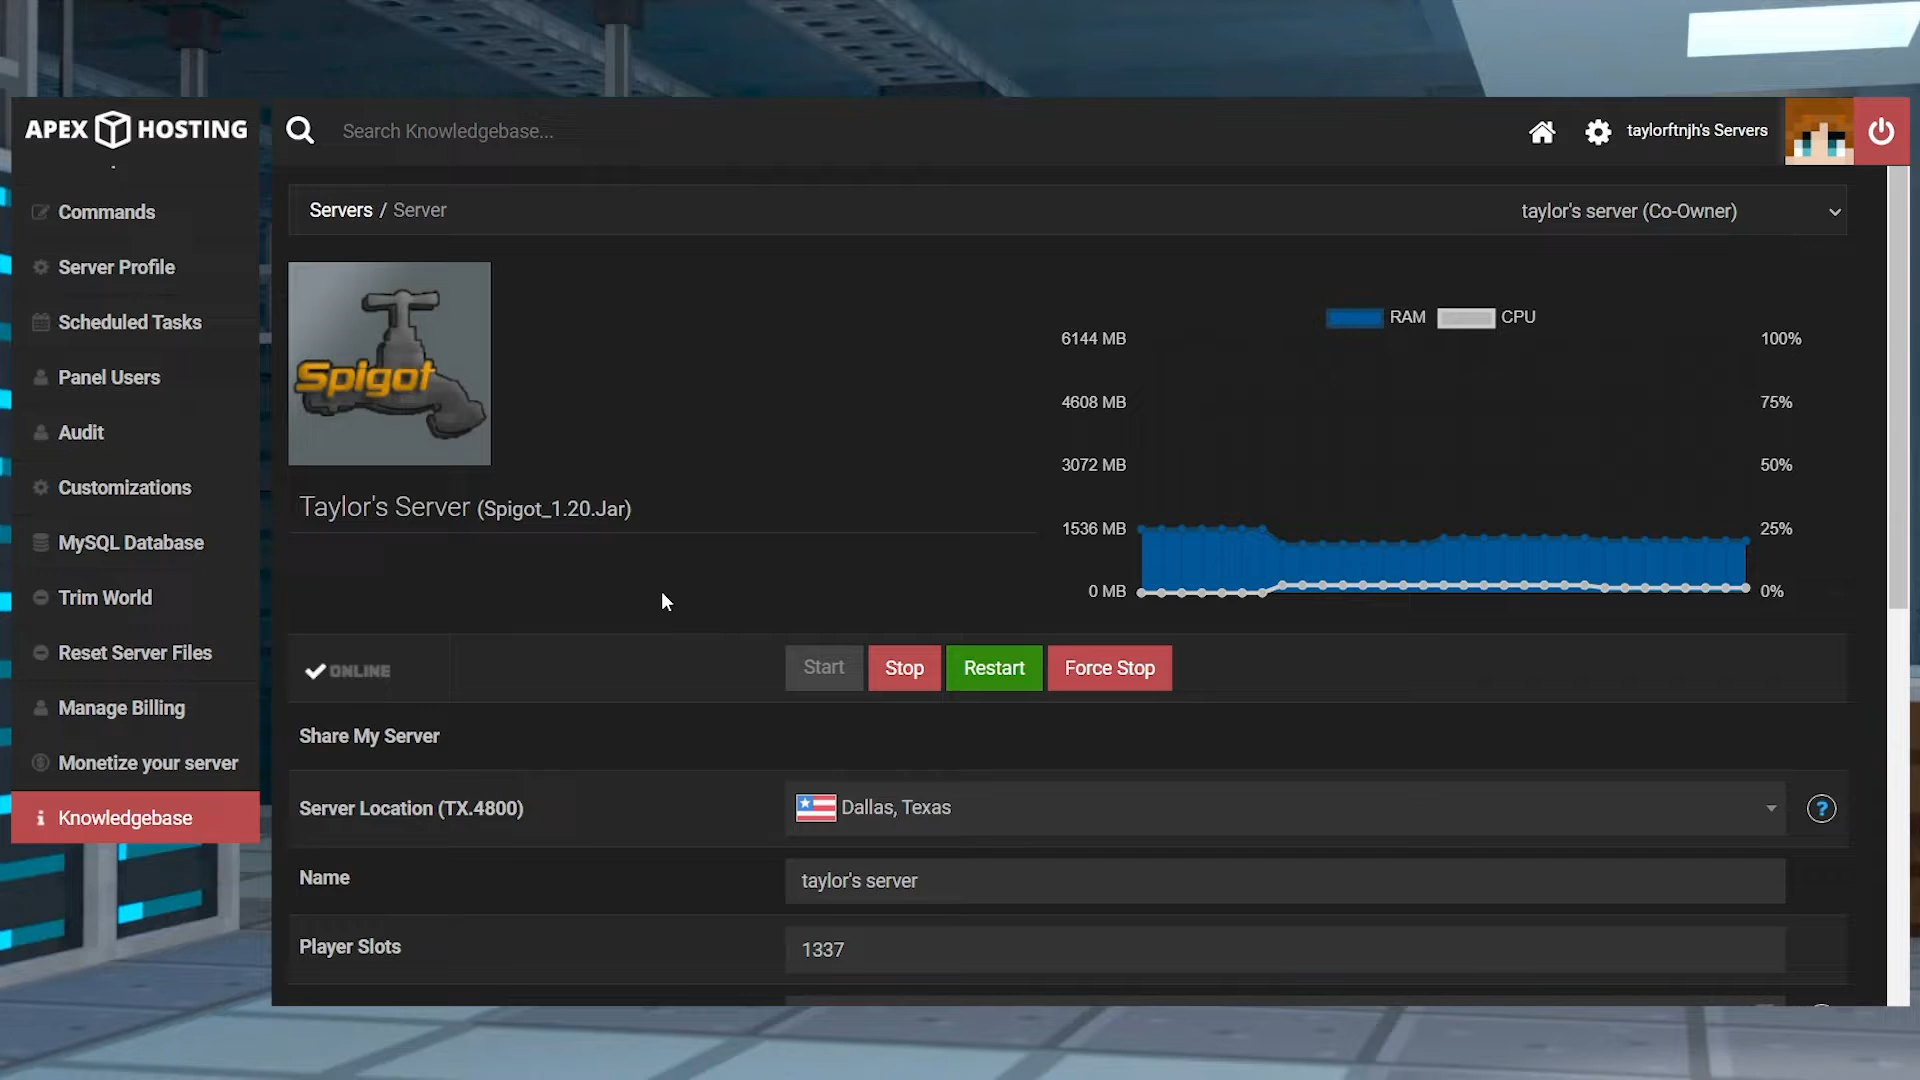 APEX HOSTING
Search Knowledgebase...
taylorftnjh's Servers
Commands
Server Profile
Scheduled Tasks
Panel Users
Audit
Customizations
MySQL Database
Trim World
Reset Server Files
Manage Billing
Monetize your server
Knowledgebase
Servers / Server
taylor's server (Co-Owner)
Spigot
Taylor's Server (Spigot_1.20.Jar)
RAM CPU
6144 MB 100%
4608 MB 75%
3072 MB 50%
1536 MB 25%
0 MB 0%
ONLINE
Start Stop Restart Force Stop
Share My Server
Server Location (TX.4800) Dallas, Texas ?
Name taylor's server
Player Slots 1337